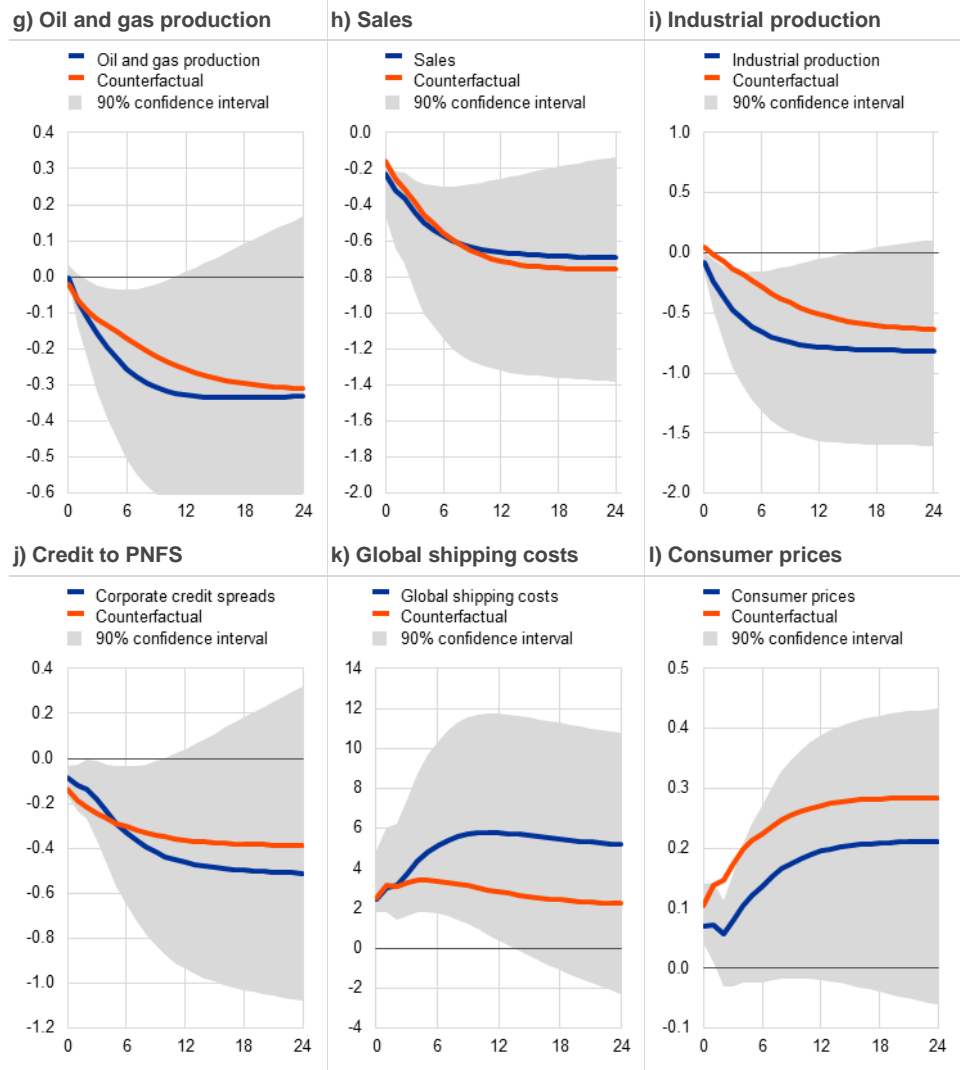 g) Oil and gas production
Oil and gas production
Counterfactual
90% confidence interval
0.4
0.3
0.2
0.1
0.0
-0.1
-0.2
-0.3
-0.4
-0.5
-0.6
0 6 12 18 24
h) Sales
Sales
Counterfactual
90% confidence interval
0.0
-0.2
-0.4
-0.6
-0.8
-1.0
-1.2
-1.4
-1.6
-1.8
-2.0
0 6 12 18 24
i) Industrial production
Industrial production
Counterfactual
90% confidence interval
1.0
0.5
0.0
-0.5
-1.0
-1.5
-2.0
0 6 12 18 24
j) Credit to PNFS
Corporate credit spreads
Counterfactual
90% confidence interval
0.4
0.2
0.0
-0.2
-0.4
-0.6
-0.8
-1.0
-1.2
0 6 12 18 24
k) Global shipping costs
Global shipping costs
Counterfactual
90% confidence interval
14
12
10
8
6
4
2
0
-2
-4
0 6 12 18 24
l) Consumer prices
Consumer prices
Counterfactual
90% confidence interval
0.5
0.4
0.3
0.2
0.1
0.0
-0.1
0 6 12 18 24